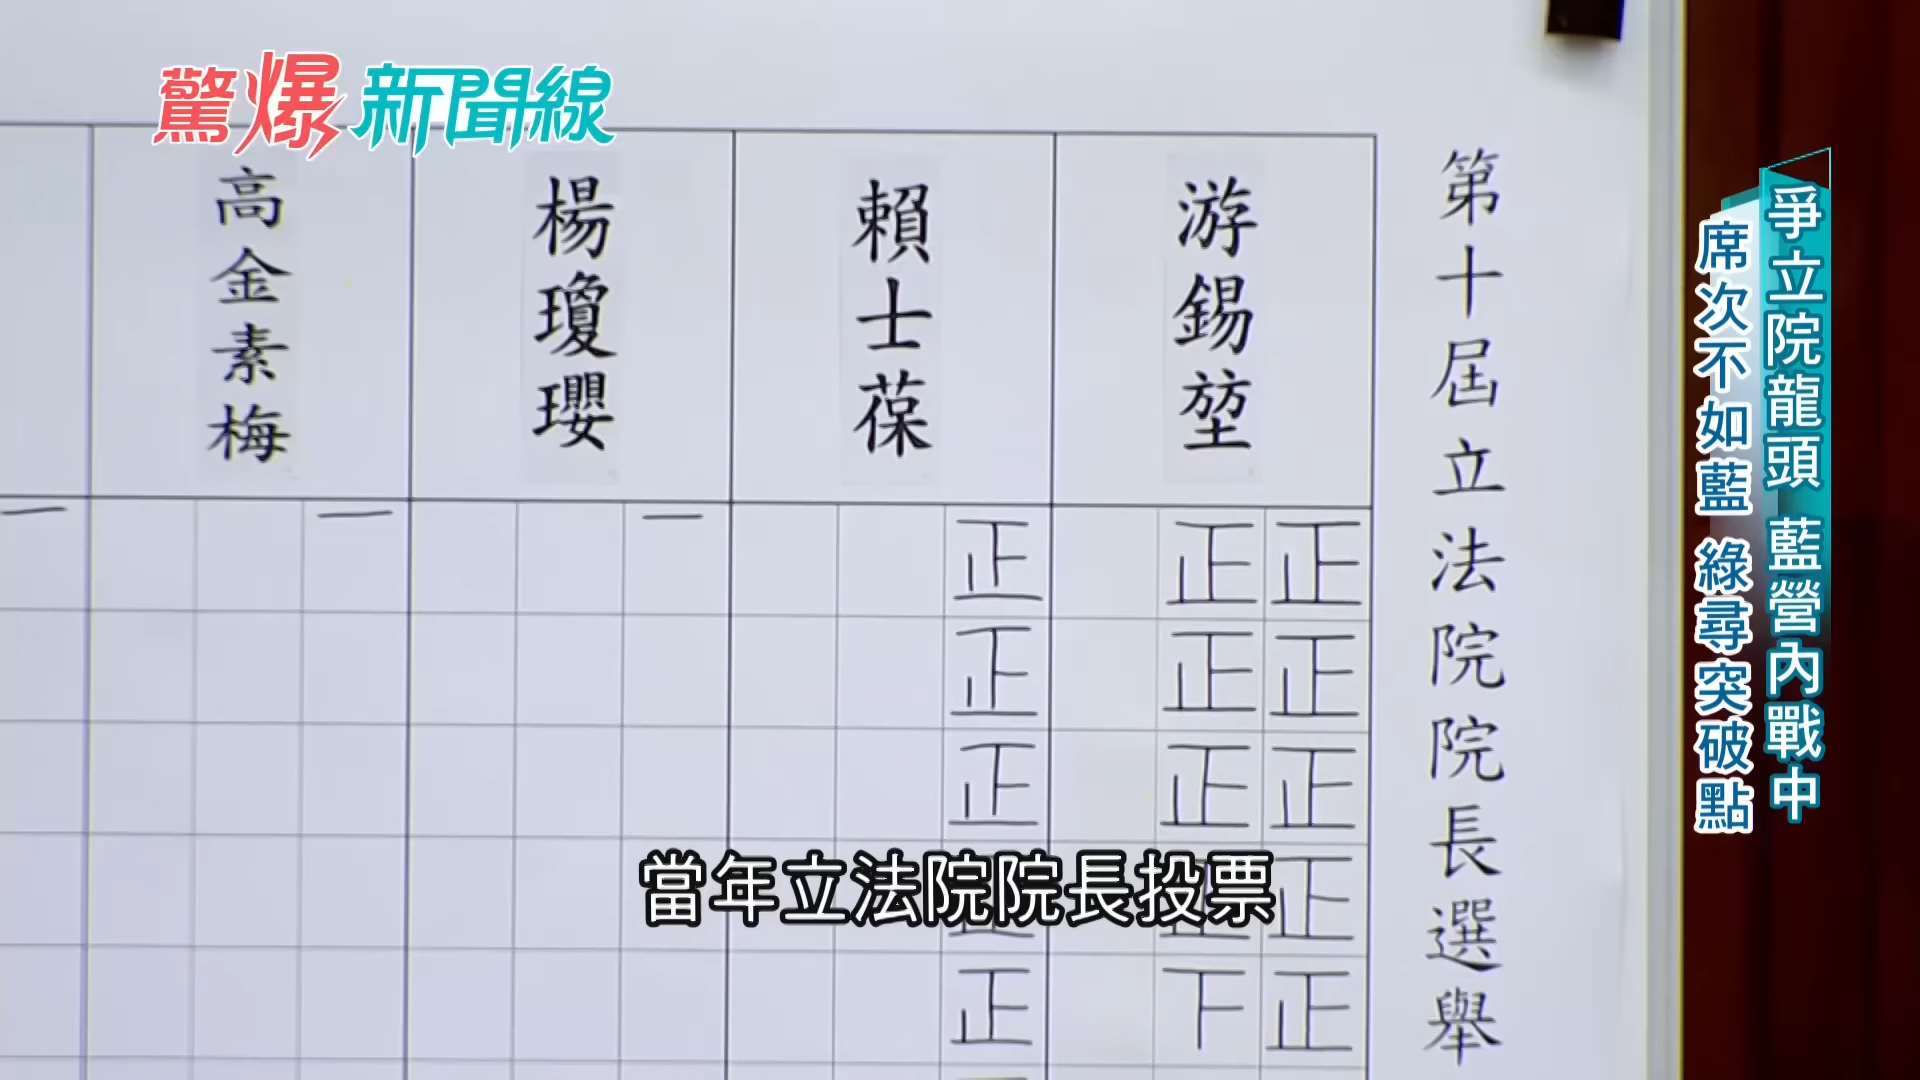 驚爆新聞線
爭立院龍頭 藍營內戰中
席次不如藍 綠尋突破點
第十屆立法院院長選舉
游錫堃
正 正 正 正 正
正 正 正 正 下
賴士葆
正 正 正 正 正
楊瓊瓔
一
高金素梅
一
一
當年立法院院長投票